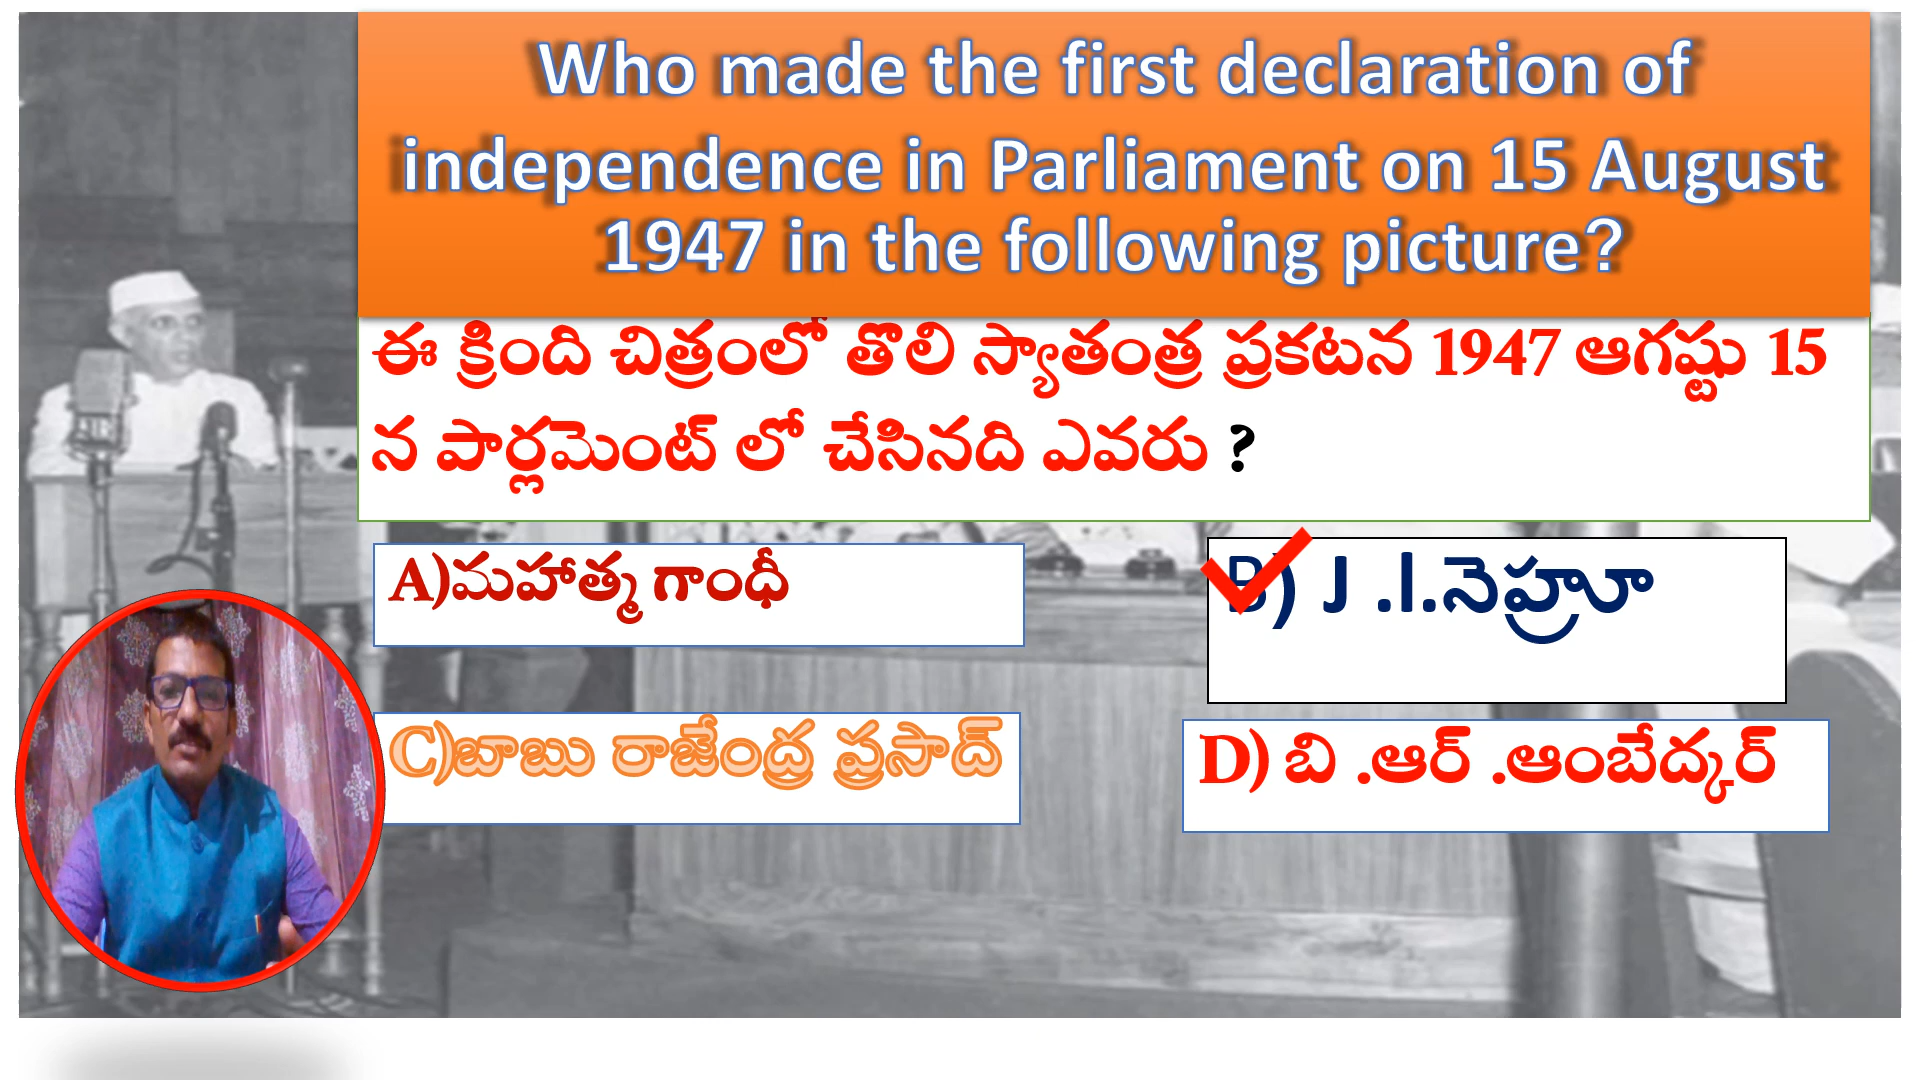 Who made the first declaration of
independence in Parliament on 15 August
1947 in the following picture?
ఈ క్రింది చిత్రంలో తొలి స్వాతంత్ర ప్రకటన 1947 ఆగష్టు 15
న పార్లమెంట్ లో చేసినది ఎవరు ?
A)మహాత్మ గాంధీ
B) J .l.నెహ్రూ
C)బాబు రాజేంద్ర ప్రసాద్
D) బి .ఆర్ .ఆంబేద్కర్